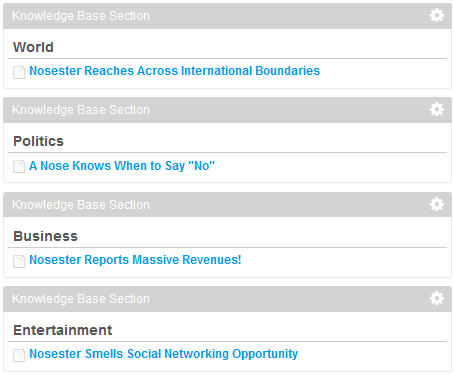 Knowledge Base Section
World
Nosester Reaches Across International Boundaries
Knowledge Base Section
Politics
A Nose Knows When to Say "No"
Knowledge Base Section
Business
Nosester Reports Massive Revenues!
Knowledge Base Section
Entertainment
Nosester Smells Social Networking Opportunity